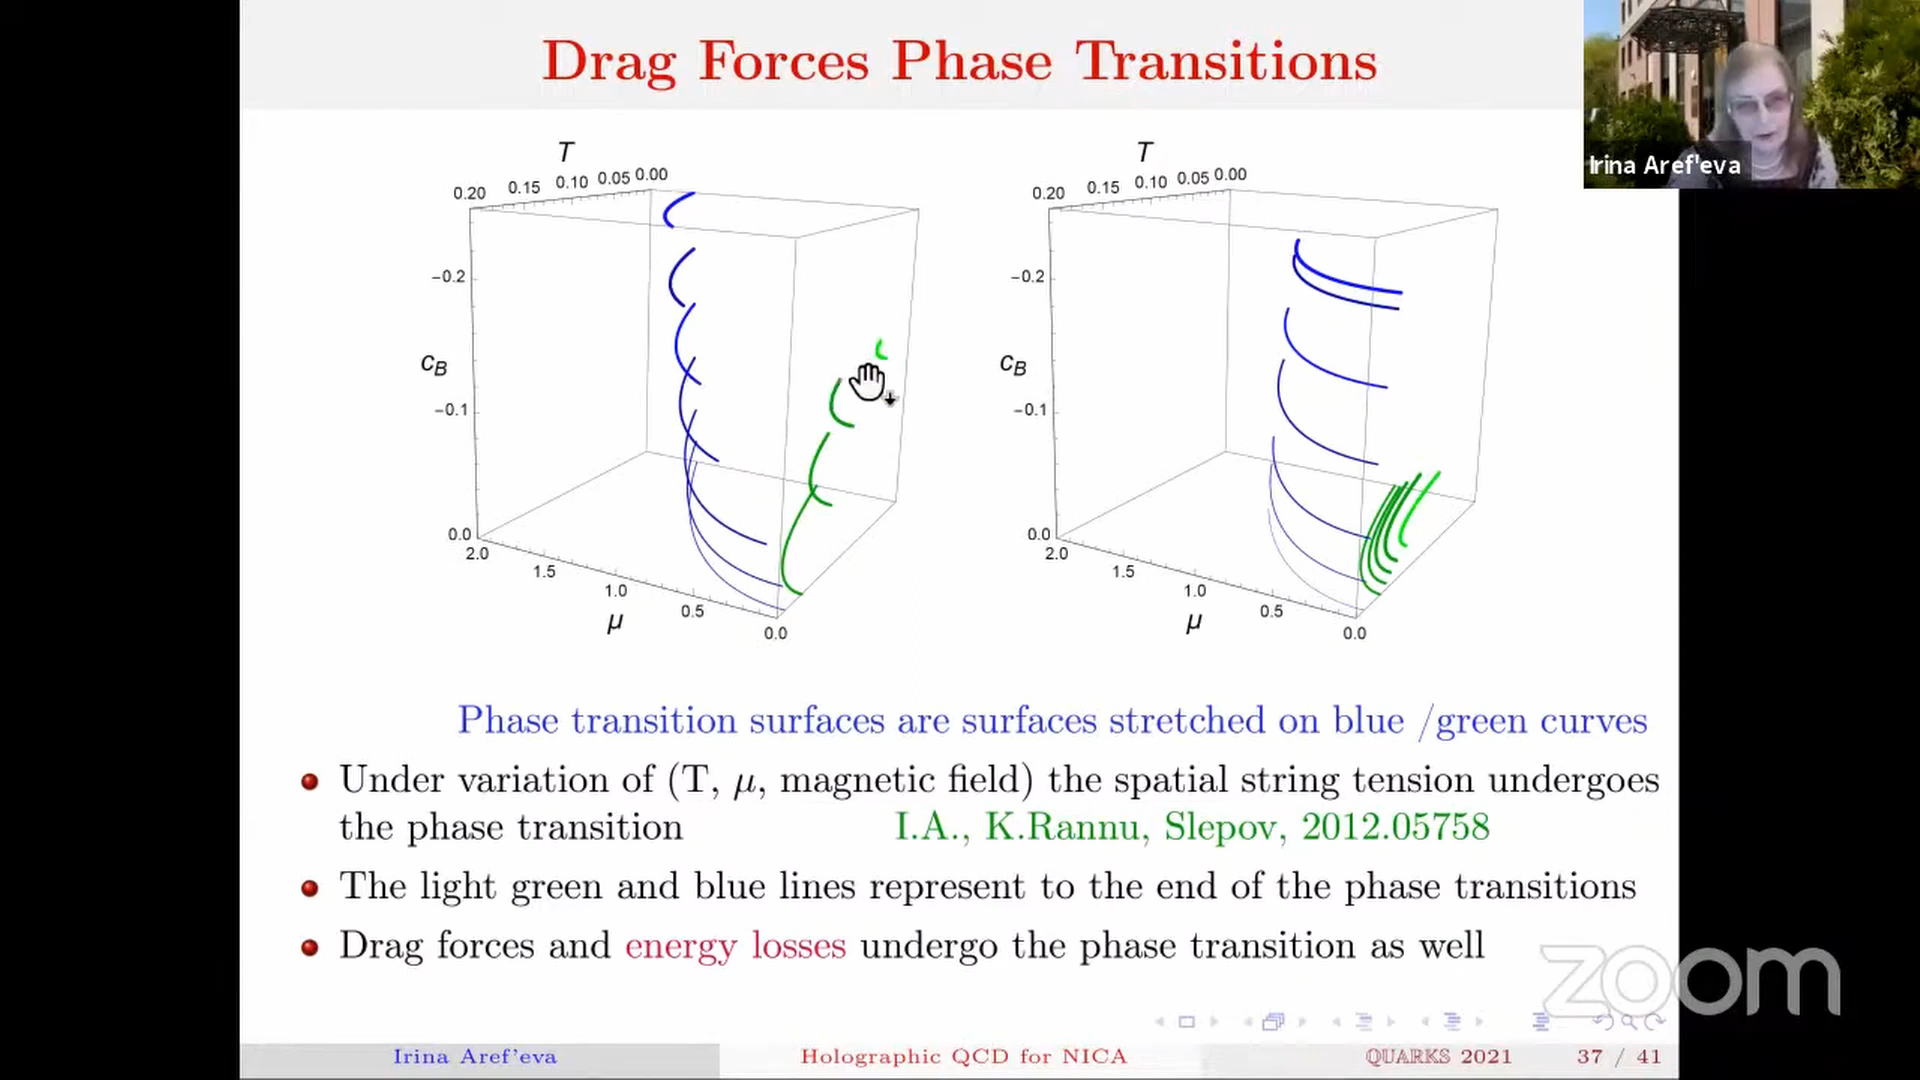 Drag Forces Phase Transitions
Irina Aref'eva
T
0.20 0.15 0.10 0.05 0.00
−0.2
cB
−0.1
0.0
2.0
1.5
1.0
0.5
0.0
μ
T
0.20 0.15 0.10 0.05 0.00
−0.2
cB
−0.1
0.0
2.0
1.5
1.0
0.5
0.0
μ
Phase transition surfaces are surfaces stretched on blue /green curves
Under variation of (T, μ, magnetic field) the spatial string tension undergoes
the phase transition I.A., K.Rannu, Slepov, 2012.05758
The light green and blue lines represent to the end of the phase transitions
Drag forces and energy losses undergo the phase transition as well
zoom
Irina Aref'eva Holographic QCD for NICA QUARKS 2021 37 / 41